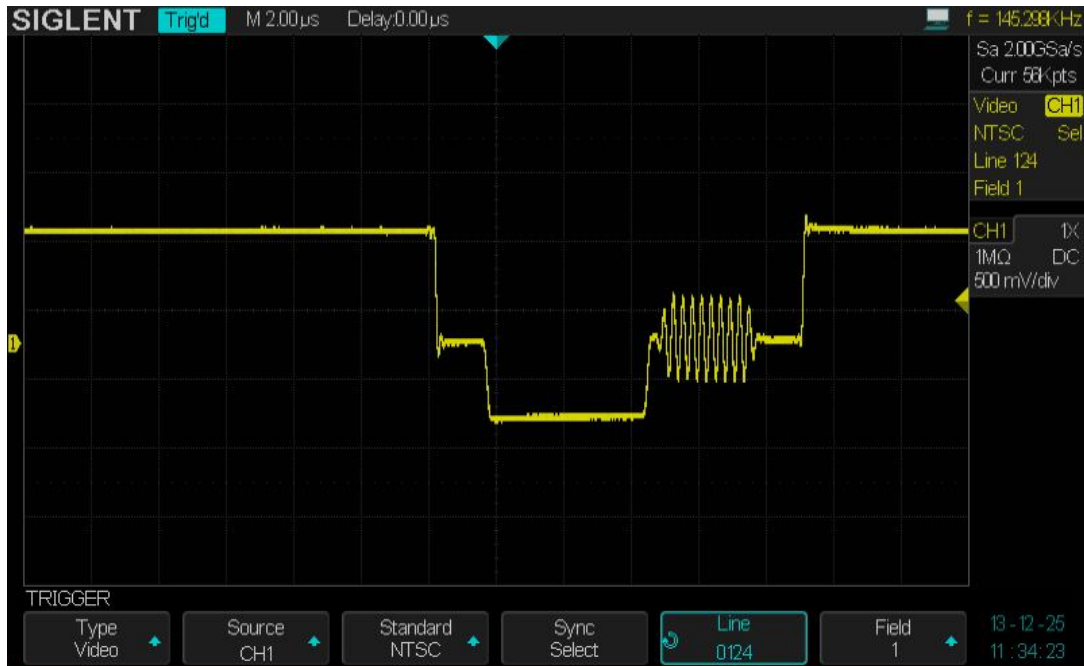 SIGLENT Trig'd M 2.00μs Delay:0.00μs f = 145.298KHz
Sa 2.00GSa/s
Curr 56Kpts
Video CH1
NTSC Sel
Line 124
Field 1
CH1 1X
1MΩ DC
500 mV/div
1
TRIGGER
Type Source Standard Sync Line Field 13-12-25
Video CH1 NTSC Select 0124 1 11:34:23